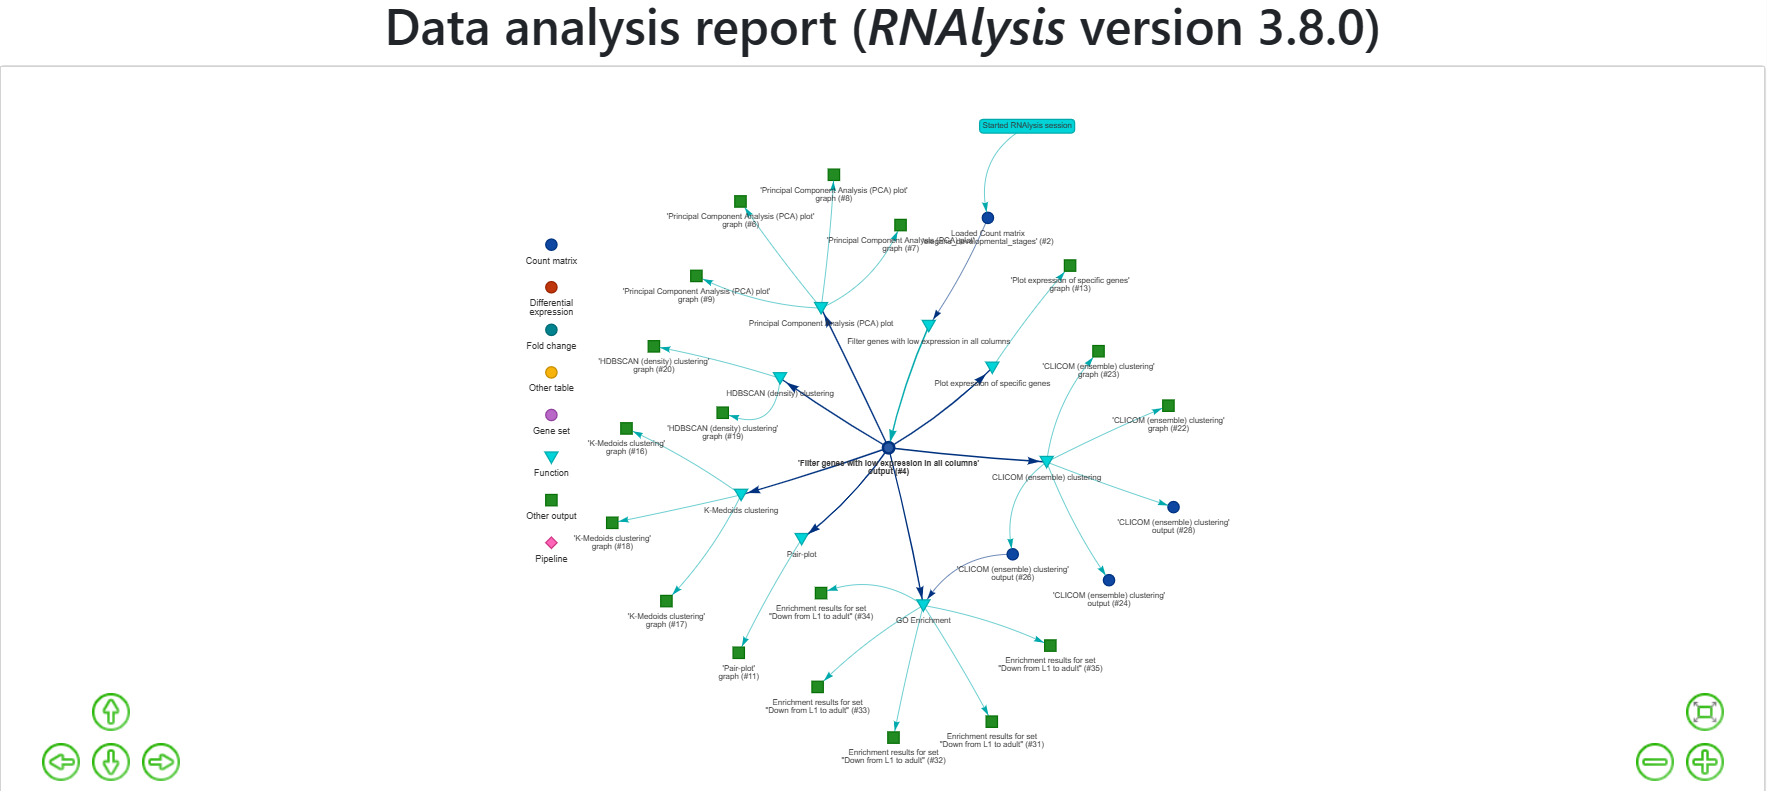 Data analysis report (RNAlysis version 3.8.0)
Started RNAlysis session
'Principal Component Analysis (PCA) plot'
graph (#8)
'Principal Component Analysis (PCA) plot'
graph (#6)
'Principal Component Analysis (PCA) plot'
graph (#7)
Loaded Count matrix
developmental_stages' (#2)
'Plot expression of specific genes'
graph (#13)
'Principal Component Analysis (PCA) plot'
graph (#9)
Principal Component Analysis (PCA) plot
Filter genes with low expression in all columns
'HDBSCAN (density) clustering'
graph (#20)
'CLICOM (ensemble) clustering'
graph (#23)
Plot expression of specific genes
HDBSCAN (density) clustering
'HDBSCAN (density) clustering'
graph (#19)
'CLICOM (ensemble) clustering'
graph (#22)
'K-Medoids clustering'
graph (#16)
'Filter genes with low expression in all columns'
output (#4)
CLICOM (ensemble) clustering
K-Medoids clustering
'CLICOM (ensemble) clustering'
output (#28)
'K-Medoids clustering'
graph (#18)
Pair-plot
'CLICOM (ensemble) clustering'
output (#26)
'CLICOM (ensemble) clustering'
output (#24)
Enrichment results for set
"Down from L1 to adult" (#34)
GO Enrichment
'K-Medoids clustering'
graph (#17)
Enrichment results for set
"Down from L1 to adult" (#35)
'Pair-plot'
graph (#11)
Enrichment results for set
"Down from L1 to adult" (#33)
Enrichment results for set
"Down from L1 to adult" (#31)
Enrichment results for set
"Down from L1 to adult" (#32)
Count matrix
Differential
expression
Fold change
Other table
Gene set
Function
Other output
Pipeline